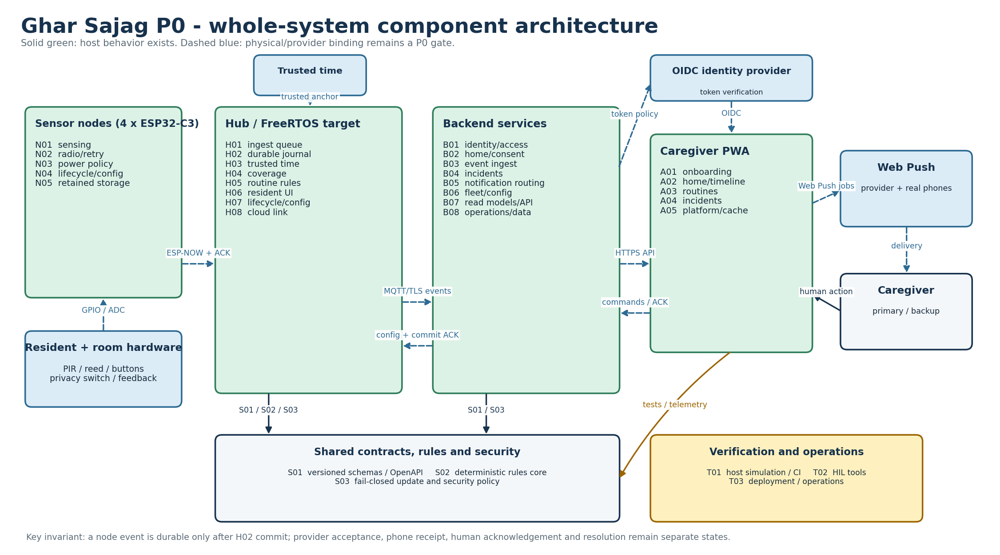 Ghar Sajag P0 - whole-system component architecture
Solid green: host behavior exists. Dashed blue: physical/provider binding remains a P0 gate.
Trusted time
trusted anchor
OIDC identity provider
token verification
token policy
OIDC
Sensor nodes (4 x ESP32-C3)
N01 sensing
N02 radio/retry
N03 power policy
N04 lifecycle/config
N05 retained storage
ESP-NOW + ACK
GPIO / ADC
Resident + room hardware
PIR / reed / buttons
privacy switch / feedback
Hub / FreeRTOS target
H01 ingest queue
H02 durable journal
H03 trusted time
H04 coverage
H05 routine rules
H06 resident UI
H07 lifecycle/config
H08 cloud link
MQTT/TLS events
config + commit ACK
Backend services
B01 identity/access
B02 home/consent
B03 event ingest
B04 incidents
B05 notification routing
B06 fleet/config
B07 read models/API
B08 operations/data
HTTPS API
commands / ACK
Caregiver PWA
A01 onboarding
A02 home/timeline
A03 routines
A04 incidents
A05 platform/cache
Web Push jobs
Web Push
provider + real phones
delivery
human action
Caregiver
primary / backup
S01 / S02 / S03
S01 / S03
tests / telemetry
Shared contracts, rules and security
S01 versioned schemas / OpenAPI S02 deterministic rules core
S03 fail-closed update and security policy
Verification and operations
T01 host simulation / CI T02 HIL tools
T03 deployment / operations
Key invariant: a node event is durable only after H02 commit; provider acceptance, phone receipt, human acknowledgement and resolution remain separate states.